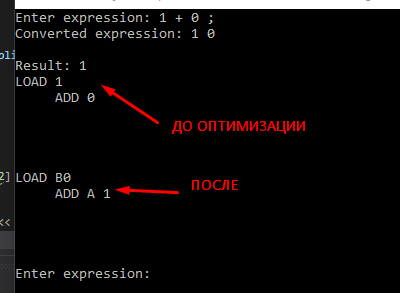 Enter expression: 1 + 0 ;
Converted expression: 1 0
Result: 1
LOAD 1
ADD 0
ДО ОПТИМИЗАЦИИ
LOAD B0
ADD A 1
ПОСЛЕ
Enter expression: